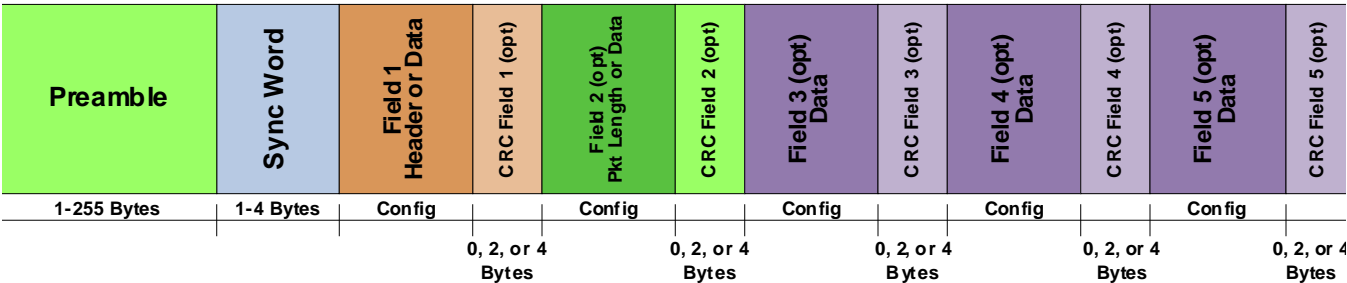 Preamble
Sync Word
Field 1
Header or Data
CRC Field 1 (opt)
Field 2 (opt)
Pkt Length or Data
CRC Field 2 (opt)
Field 3 (opt)
Data
CRC Field 3 (opt)
Field 4 (opt)
Data
CRC Field 4 (opt)
Field 5 (opt)
Data
CRC Field 5 (opt)
1-255 Bytes
1-4 Bytes
Config
Config
Config
Config
Config
0, 2, or 4
Bytes
0, 2, or 4
Bytes
0, 2, or 4
Bytes
0, 2, or 4
Bytes
0, 2, or 4
Bytes